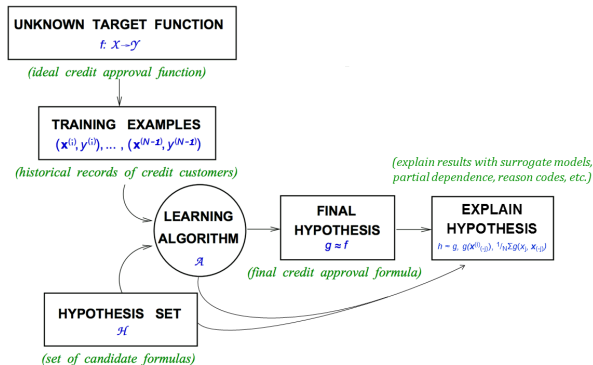 UNKNOWN TARGET FUNCTION
f: X→Y
(ideal credit approval function)
TRAINING EXAMPLES
(x⁽ⁱ⁾, y⁽ⁱ⁾), ... , (x⁽ᴺ⁻¹⁾, y⁽ᴺ⁻¹⁾)
(historical records of credit customers)
LEARNING
ALGORITHM
A
HYPOTHESIS SET
H
(set of candidate formulas)
FINAL
HYPOTHESIS
g ≈ f
(final credit approval formula)
(explain results with surrogate models,
partial dependence, reason codes, etc.}
EXPLAIN
HYPOTHESIS
h = g, g(x⁽ⁱ⁾₍₋ⱼ₎), ¹/NΣg(xⱼ, x₍₋ⱼ₎)